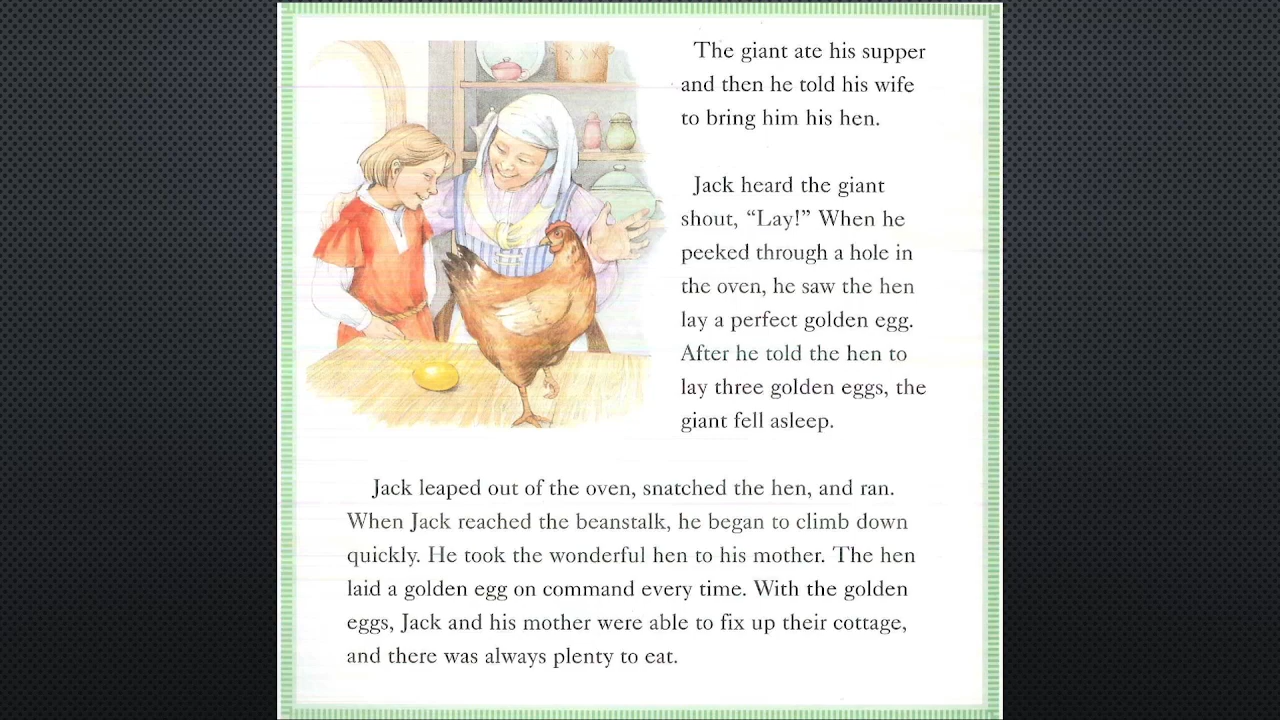 The giant ate his supper
and then he told his wife
to bring him his hen.
Jack heard the giant
shout, “Lay!” When he
peeped through a hole in
the oven, he saw the hen
lay a perfect golden egg.
After he told the hen to
lay three golden eggs, the
giant fell asleep.
Jack leaped out of the oven, snatched the hen, and ran.
When Jack reached the beanstalk, he began to climb down
quickly. He took the wonderful hen to his mother. The hen
laid a golden egg on command every time. With the golden
eggs, Jack and his mother were able to fix up their cottage,
and there was always plenty to eat.